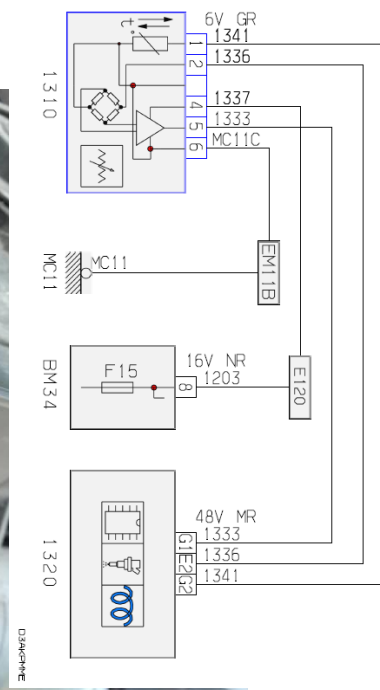 6V GR
1 1341
2 1336
4 1337
5 1333
6 MC11C
t°
1310
EM11B
MC11
MC11
BM34
F15
16V NR
8 1203
E120
1320
48V MR
G1 1333
E2 1336
G2 1341